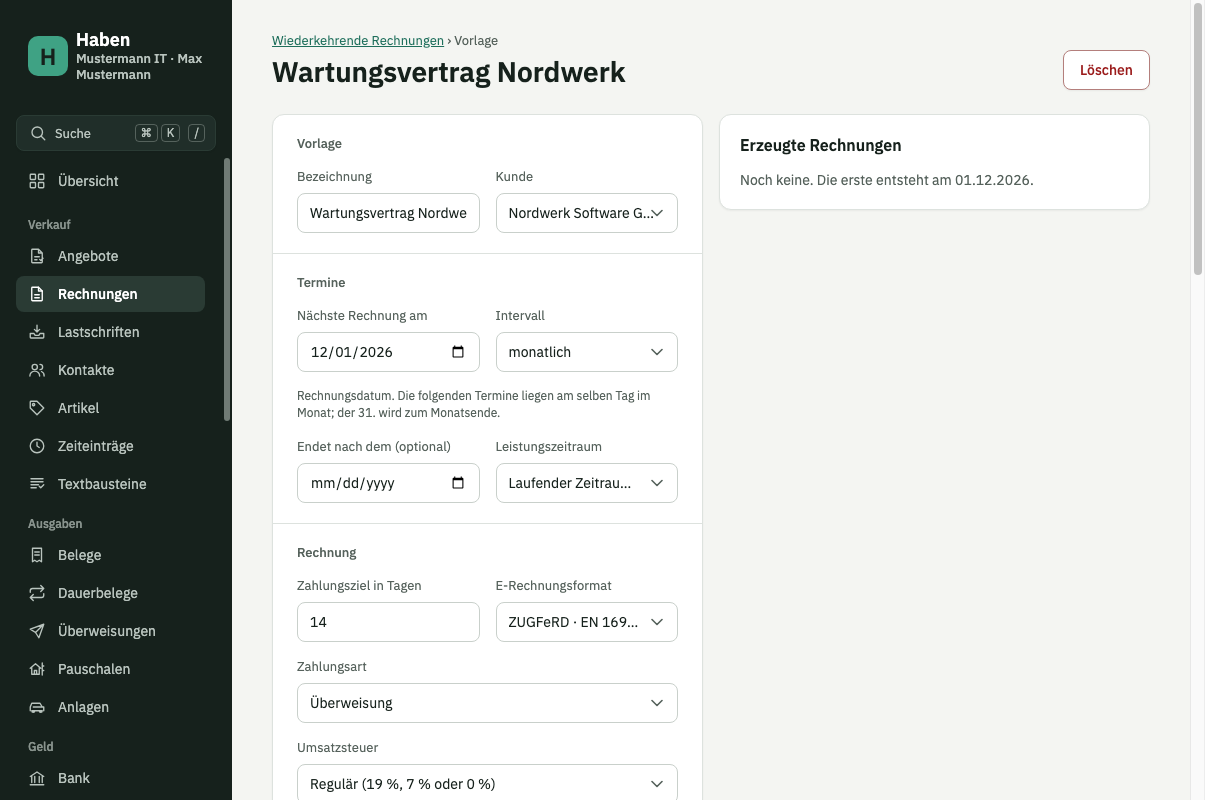 H
Haben
Mustermann IT · Max
Mustermann
Suche
⌘ K /
Übersicht
Verkauf
Angebote
Rechnungen
Lastschriften
Kontakte
Artikel
Zeiteinträge
Textbausteine
Ausgaben
Belege
Dauerbelege
Überweisungen
Pauschalen
Anlagen
Geld
Bank
Wiederkehrende Rechnungen › Vorlage
Wartungsvertrag Nordwerk
Löschen
Vorlage
Bezeichnung
Kunde
Wartungsvertrag Nordwe
Nordwerk Software G...
Termine
Nächste Rechnung am
Intervall
12/01/2026
monatlich
Rechnungsdatum. Die folgenden Termine liegen am selben Tag im
Monat; der 31. wird zum Monatsende.
Endet nach dem (optional)
Leistungszeitraum
mm/dd/yyyy
Laufender Zeitrau...
Rechnung
Zahlungsziel in Tagen
E-Rechnungsformat
14
ZUGFeRD · EN 169...
Zahlungsart
Überweisung
Umsatzsteuer
Regulär (19 %, 7 % oder 0 %)
Erzeugte Rechnungen
Noch keine. Die erste entsteht am 01.12.2026.